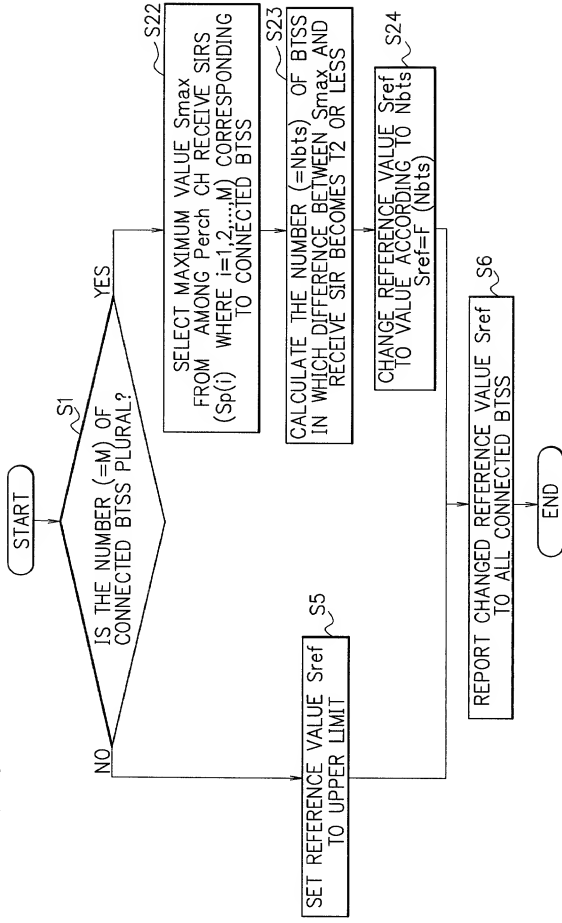 START
S1
IS THE NUMBER (=M) OF
CONNECTED BTSS PLURAL?
NO
YES
S22
SELECT MAXIMUM VALUE Smax
FROM AMONG Perch CH RECEIVE SIRS
(Sp(i) WHERE i=1,2,...,M) CORRESPONDING
TO CONNECTED BTSS
S23
CALCULATE THE NUMBER (=Nbts) OF BTSS
IN WHICH DIFFERENCE BETWEEN Smax AND
RECEIVE SIR BECOMES T2 OR LESS
S24
CHANGE REFERENCE VALUE Sref
TO VALUE ACCORDING TO Nbts
Sref=F (Nbts)
S5
SET REFERENCE VALUE Sref
TO UPPER LIMIT
S6
REPORT CHANGED REFERENCE VALUE Sref
TO ALL CONNECTED BTSS
END